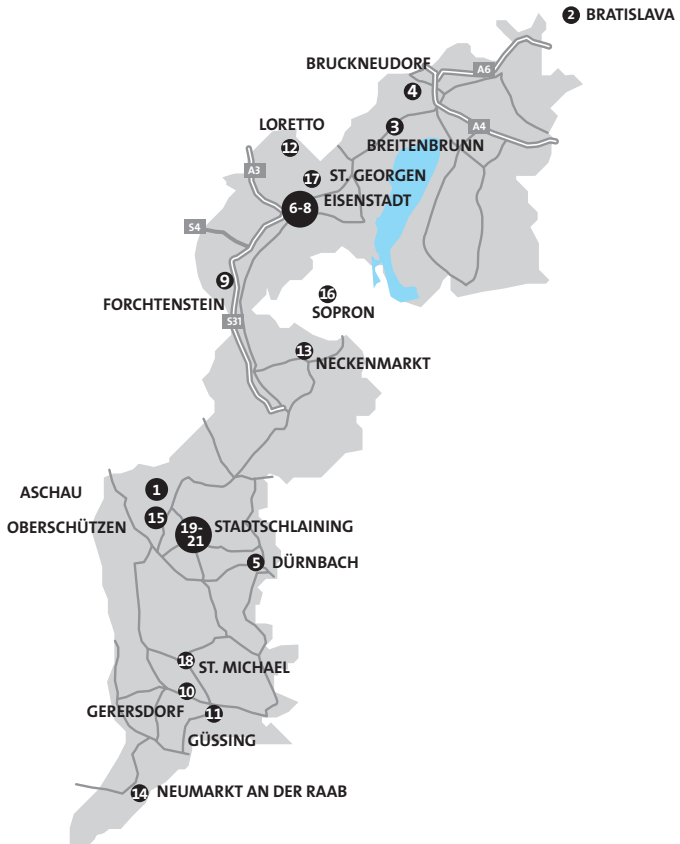 2 BRATISLAVA
BRUCKNEUDORF
A6
4
3
A4
LORETTO
BREITENBRUNN
12
A3
17 ST. GEORGEN
6-8 EISENSTADT
S4
9
16
FORCHTENSTEIN
SOPRON
S31
13
NECKENMARKT
ASCHAU 1
OBERSCHÜTZEN 15
19-
21
STADTSCHLAINING
5 DÜRNBACH
18 ST. MICHAEL
10
GERERSDORF
11
GÜSSING
14 NEUMARKT AN DER RAAB